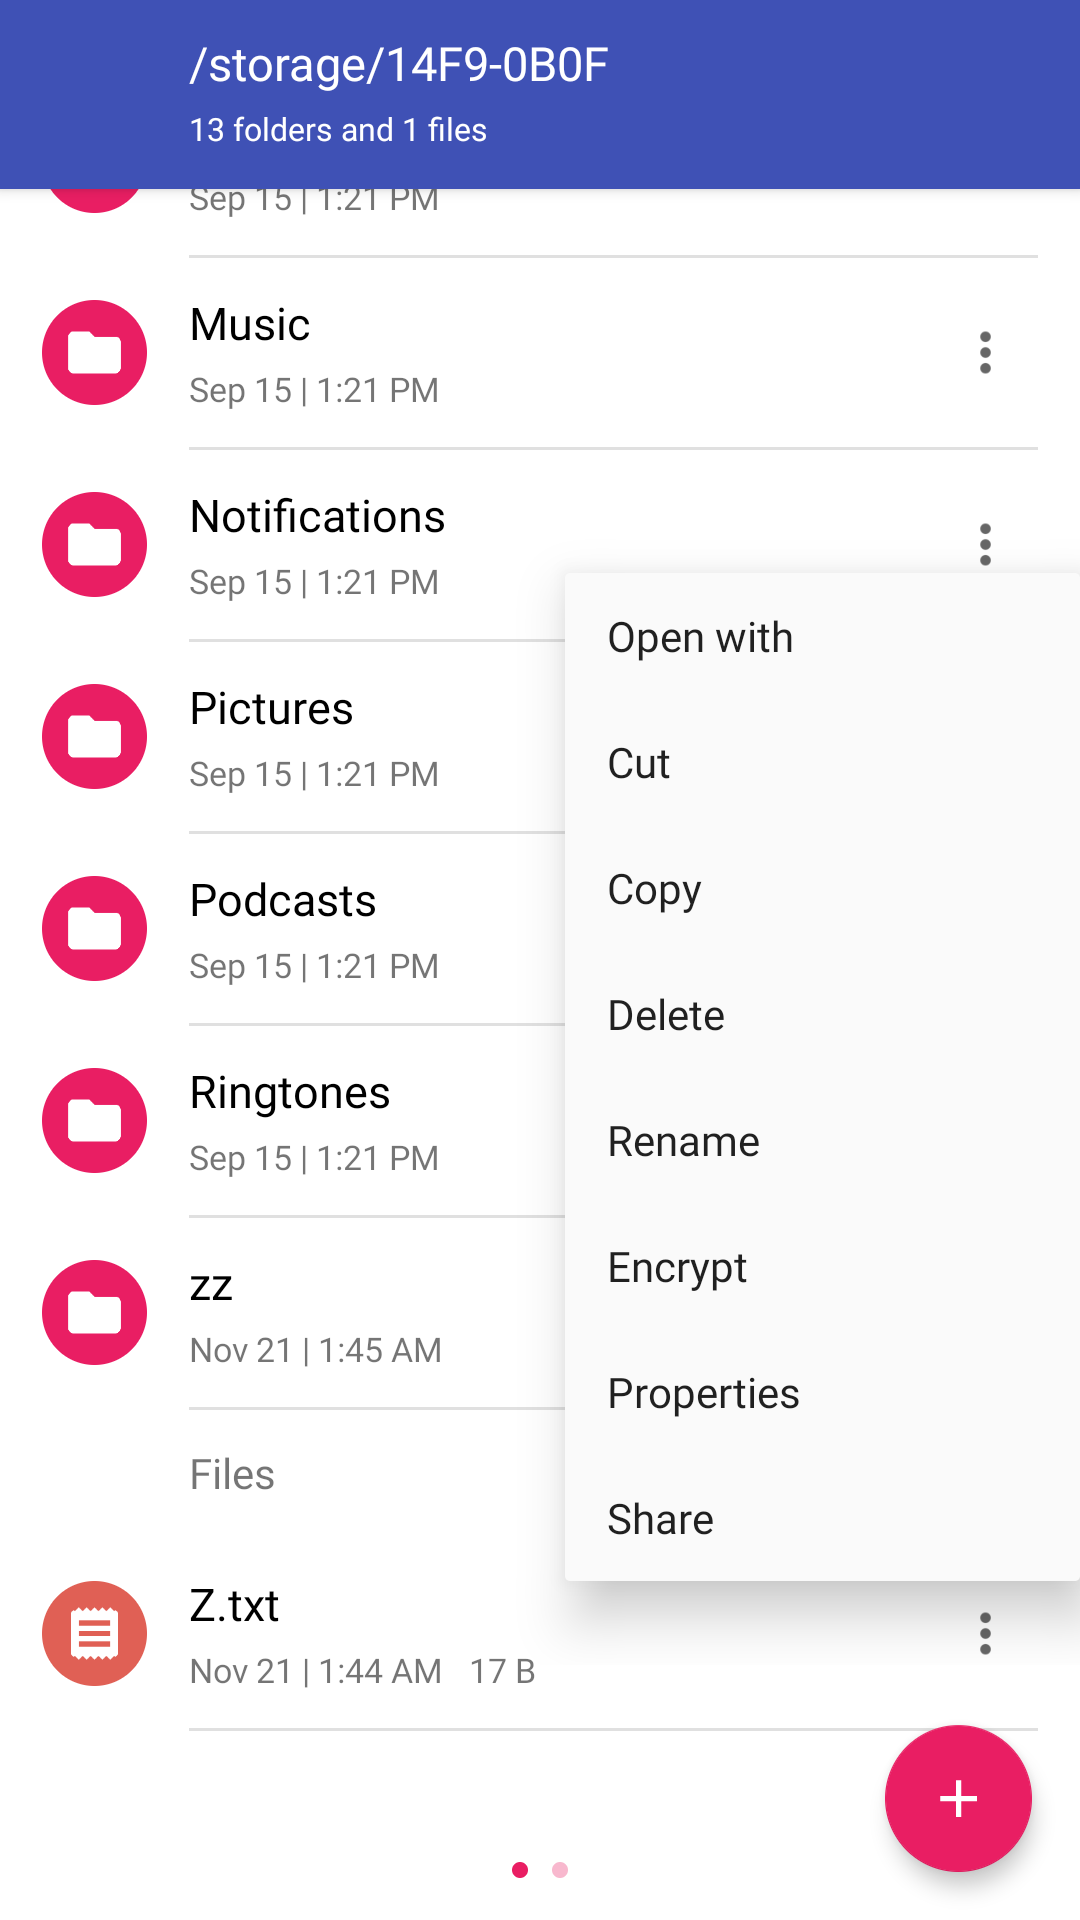 /storage/14F9-0B0F
13 folders and 1 files
Sep 15 | 1:21 PM
Music
Sep 15 | 1:21 PM
Notifications
Sep 15 | 1:21 PM
Pictures
Sep 15 | 1:21 PM
Podcasts
Sep 15 | 1:21 PM
Ringtones
Sep 15 | 1:21 PM
zz
Nov 21 | 1:45 AM
Files
Z.txt
Nov 21 | 1:44 AM 17 B
Open with
Cut
Copy
Delete
Rename
Encrypt
Properties
Share